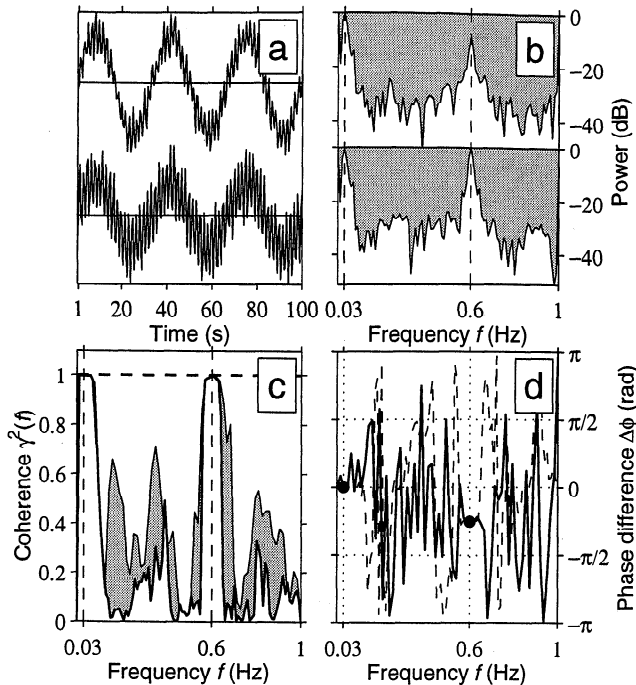 a
b
0
−20
−40
0
−20
−40
Power (dB)
1 20 40 60 80 100
Time (s)
0.03 0.6 1
Frequency f (Hz)
c
1
0.8
0.6
0.4
0.2
0
Coherence γ²(f)
0.03 0.6 1
Frequency f (Hz)
d
π
π/2
0
−π/2
−π
Phase difference Δϕ (rad)
0.03 0.6 1
Frequency f (Hz)